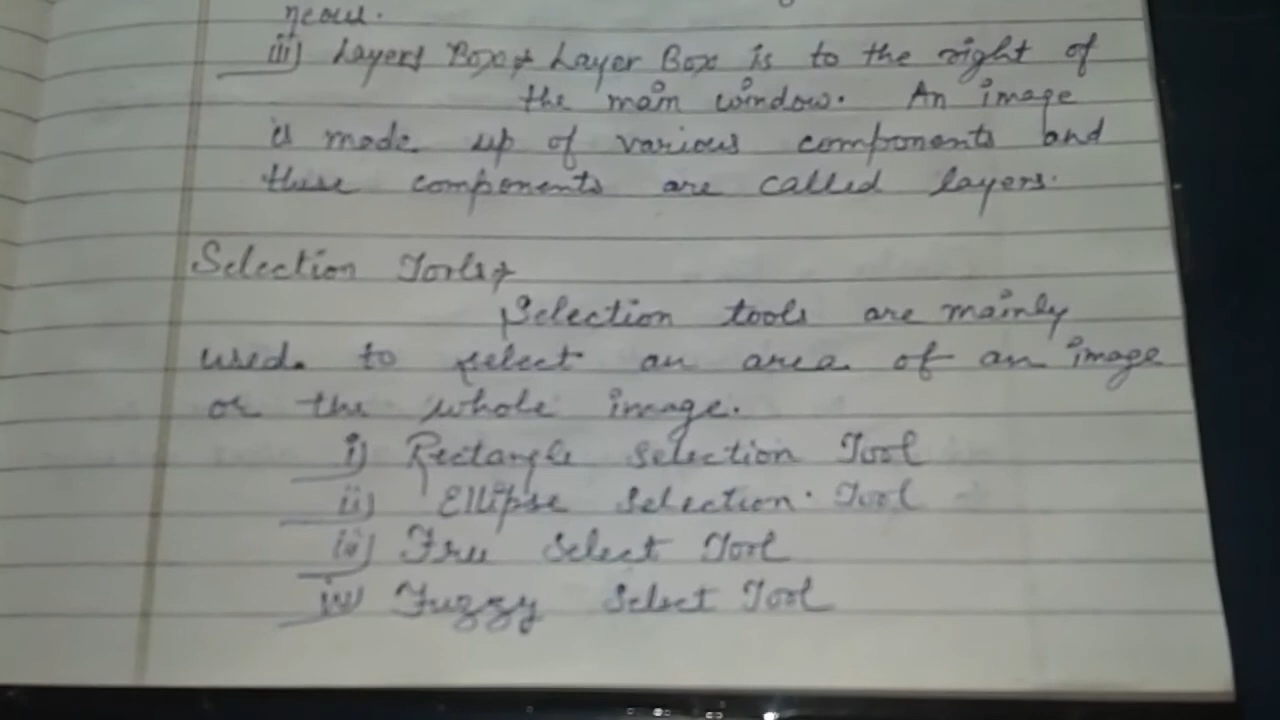 iii) Layers Box→ Layer Box is to the right of
the main window. An image
is made up of various components and
these components are called layers.
Selection Tools→
Selection tools are mainly
used to select an area of an image
or the whole image.
i) Rectangle Selection Tool
ii) Ellipse Selection Tool
iii) Free Select Tool
iv) Fuzzy Select Tool